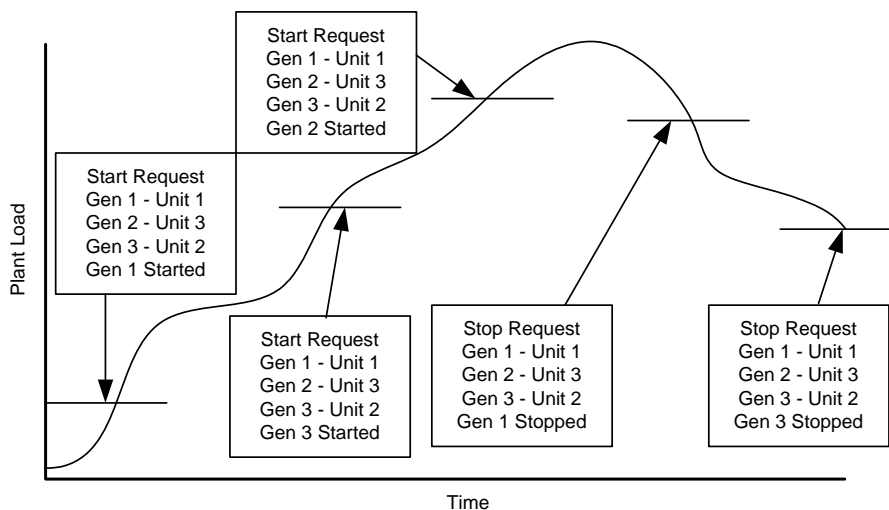 Start Request
Gen 1 - Unit 1
Gen 2 - Unit 3
Gen 3 - Unit 2
Gen 2 Started
Start Request
Gen 1 - Unit 1
Gen 2 - Unit 3
Gen 3 - Unit 2
Gen 1 Started
Plant Load
Start Request
Gen 1 - Unit 1
Gen 2 - Unit 3
Gen 3 - Unit 2
Gen 3 Started
Stop Request
Gen 1 - Unit 1
Gen 2 - Unit 3
Gen 3 - Unit 2
Gen 1 Stopped
Stop Request
Gen 1 - Unit 1
Gen 2 - Unit 3
Gen 3 - Unit 2
Gen 3 Stopped
Time